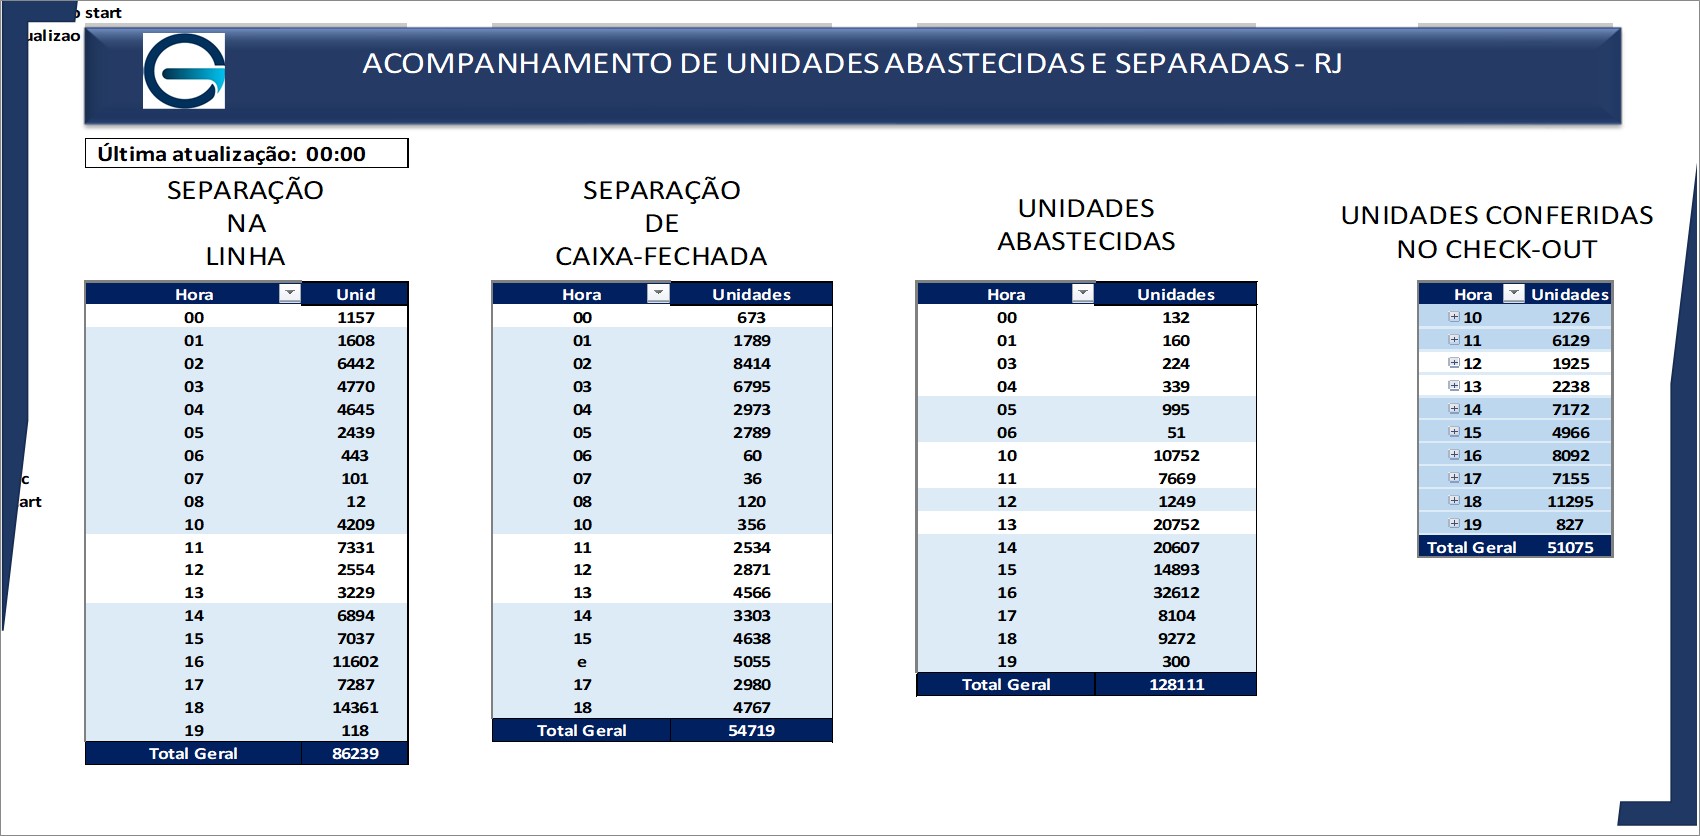 start
ualizao
ACOMPANHAMENTO DE UNIDADES ABASTECIDAS E SEPARADAS - RJ
Última atualização: 00:00
SEPARAÇÃO
NA
LINHA
Hora Unid
00 1157
01 1608
02 6442
03 4770
04 4645
05 2439
06 443
07 101
08 12
10 4209
11 7331
12 2554
13 3229
14 6894
15 7037
16 11602
17 7287
18 14361
19 118
Total Geral 86239
SEPARAÇÃO
DE
CAIXA-FECHADA
Hora Unidades
00 673
01 1789
02 8414
03 6795
04 2973
05 2789
06 60
07 36
08 120
10 356
11 2534
12 2871
13 4566
14 3303
15 4638
e 5055
17 2980
18 4767
Total Geral 54719
UNIDADES
ABASTECIDAS
Hora Unidades
00 132
01 160
03 224
04 339
05 995
06 51
10 10752
11 7669
12 1249
13 20752
14 20607
15 14893
16 32612
17 8104
18 9272
19 300
Total Geral 128111
UNIDADES CONFERIDAS
NO CHECK-OUT
Hora Unidades
10 1276
11 6129
12 1925
13 2238
14 7172
15 4966
16 8092
17 7155
18 11295
19 827
Total Geral 51075
c
art